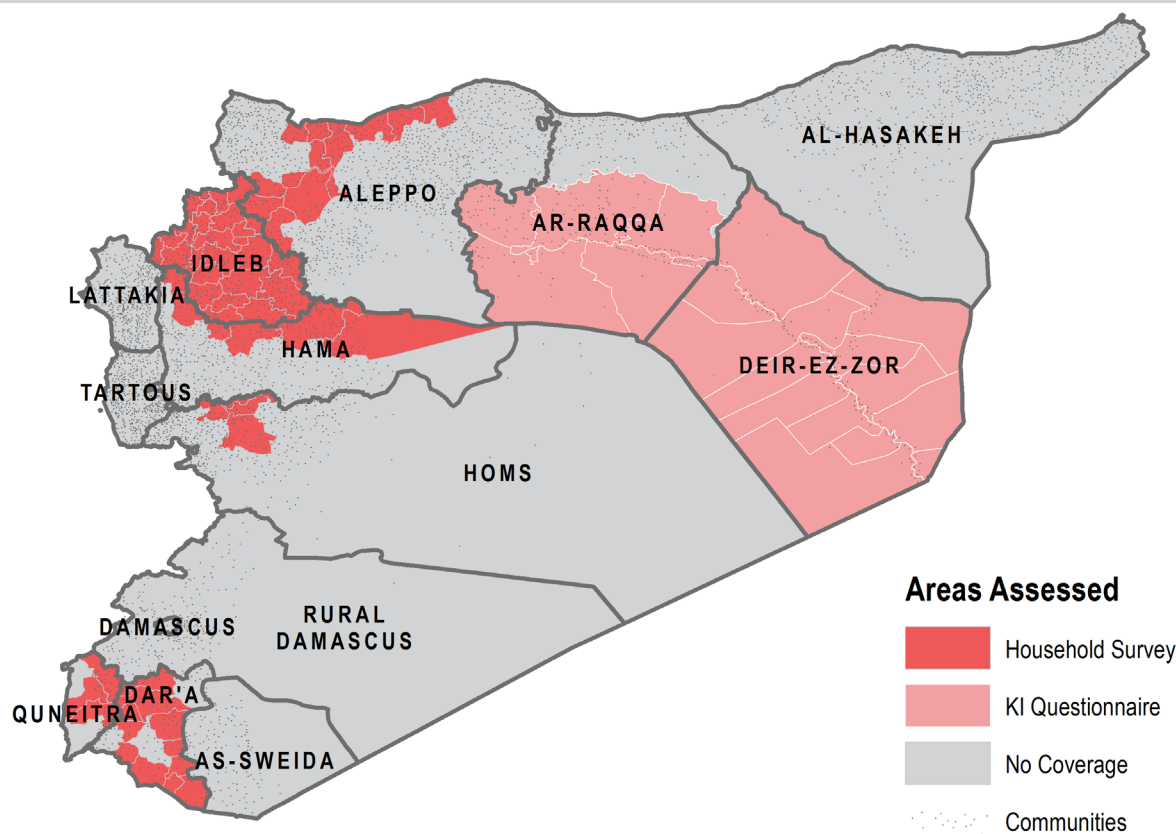 AL-HASAKEH
ALEPPO
AR-RAQQA
IDLEB
LATTAKIA
HAMA
DEIR-EZ-ZOR
TARTOUS
HOMS
Areas Assessed
RURAL
DAMASCUS
DAMASCUS
Household Survey
DAR'A
KI Questionnaire
QUNEITRA
AS-SWEIDA
No Coverage
Communities